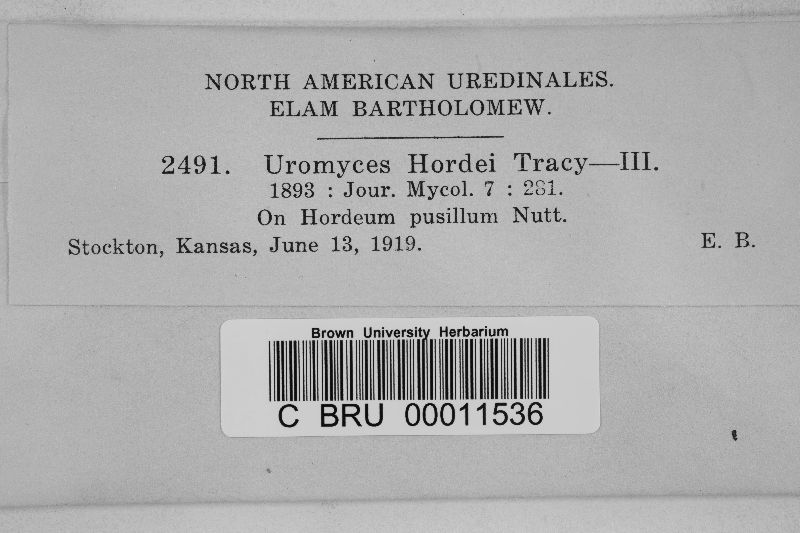 NORTH AMERICAN UREDINALES.
ELAM BARTHOLOMEW.
2491. Uromyces Hordei Tracy—III.
1893 : Jour. Mycol. 7 : 281.
On Hordeum pusillum Nutt.
Stockton, Kansas, June 13, 1919. E. B.
Brown University Herbarium
C BRU 00011536